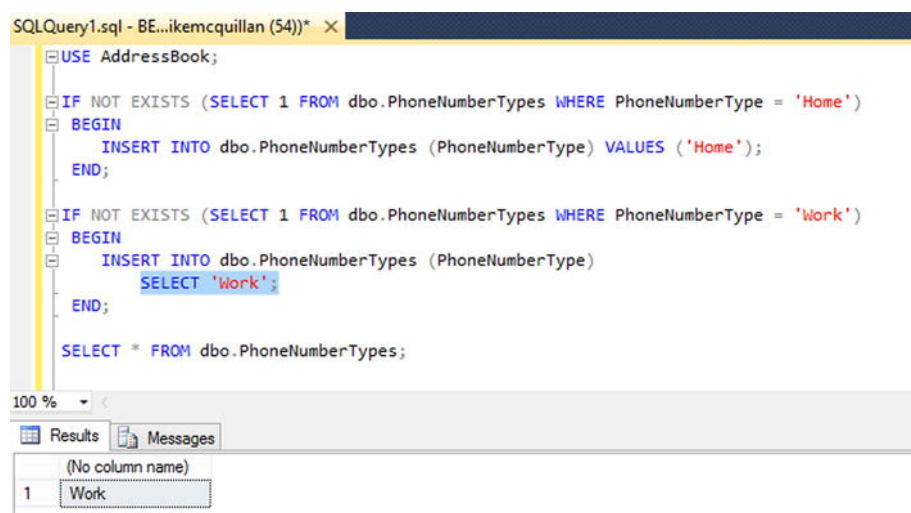 SQLQuery1.sql - BE...ikemcquillan (54))* ×
USE AddressBook;
IF NOT EXISTS (SELECT 1 FROM dbo.PhoneNumberTypes WHERE PhoneNumberType = 'Home')
BEGIN
INSERT INTO dbo.PhoneNumberTypes (PhoneNumberType) VALUES ('Home');
END;
IF NOT EXISTS (SELECT 1 FROM dbo.PhoneNumberTypes WHERE PhoneNumberType = 'Work')
BEGIN
INSERT INTO dbo.PhoneNumberTypes (PhoneNumberType)
SELECT 'Work';
END;
SELECT * FROM dbo.PhoneNumberTypes;
100 %
Results Messages
(No column name)
1 Work